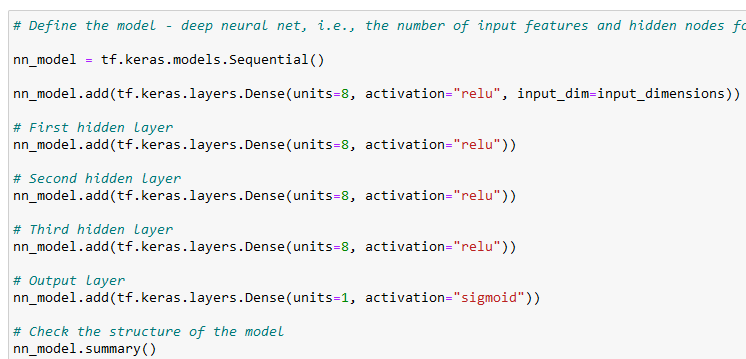 # Define the model - deep neural net, i.e., the number of input features and hidden nodes fo
nn_model = tf.keras.models.Sequential()
nn_model.add(tf.keras.layers.Dense(units=8, activation="relu", input_dim=input_dimensions))
# First hidden layer
nn_model.add(tf.keras.layers.Dense(units=8, activation="relu"))
# Second hidden layer
nn_model.add(tf.keras.layers.Dense(units=8, activation="relu"))
# Third hidden layer
nn_model.add(tf.keras.layers.Dense(units=8, activation="relu"))
# Output layer
nn_model.add(tf.keras.layers.Dense(units=1, activation="sigmoid"))
# Check the structure of the model
nn_model.summary()